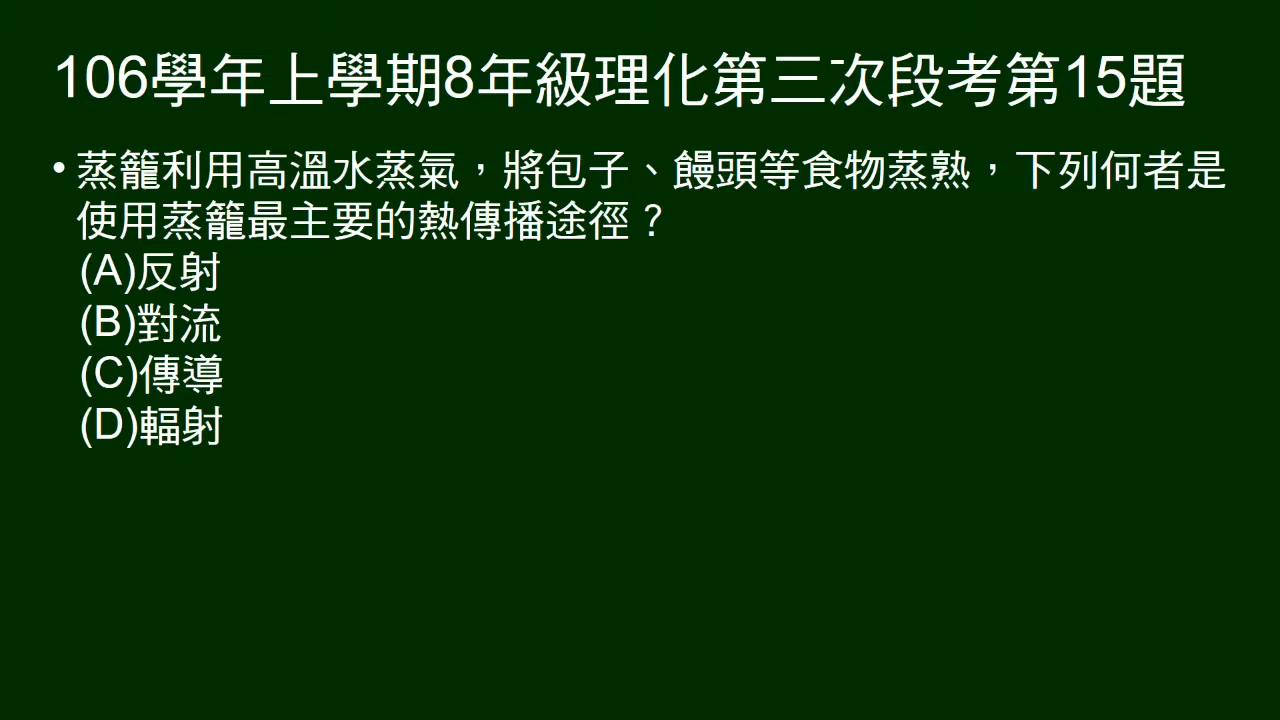 106學年上學期8年級理化第三次段考第15題
• 蒸籠利用高溫水蒸氣，將包子、饅頭等食物蒸熟，下列何者是
使用蒸籠最主要的熱傳播途徑？
(A)反射
(B)對流
(C)傳導
(D)輻射